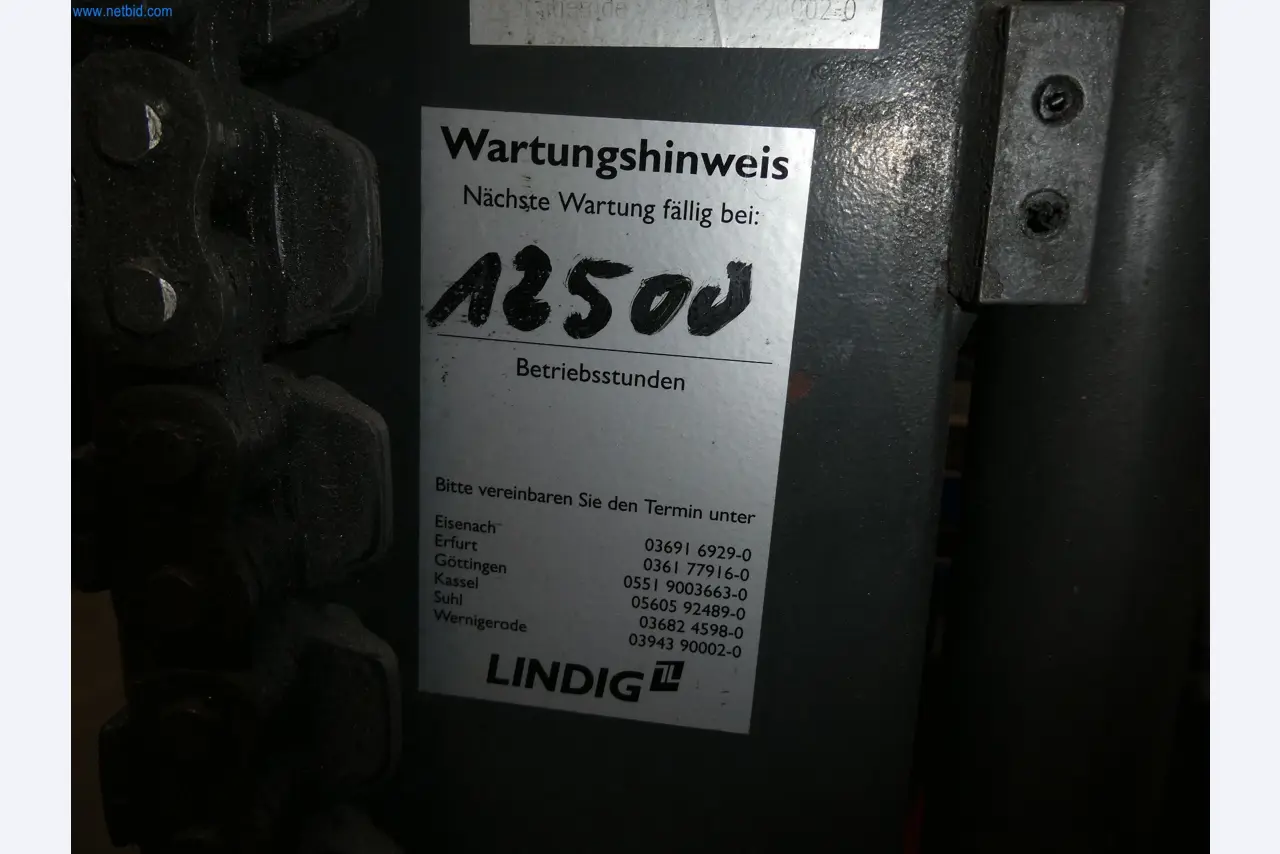 www.netbid.com
Wartungshinweis
Nächste Wartung fällig bei:
18500
Betriebsstunden
Bitte vereinbaren Sie den Termin unter
Eisenach 03691 6929-0
Erfurt 0361 77916-0
Göttingen 0551 9003663-0
Kassel 05605 92489-0
Suhl 03682 4598-0
Wernigerode 03943 90002-0
LINDIG